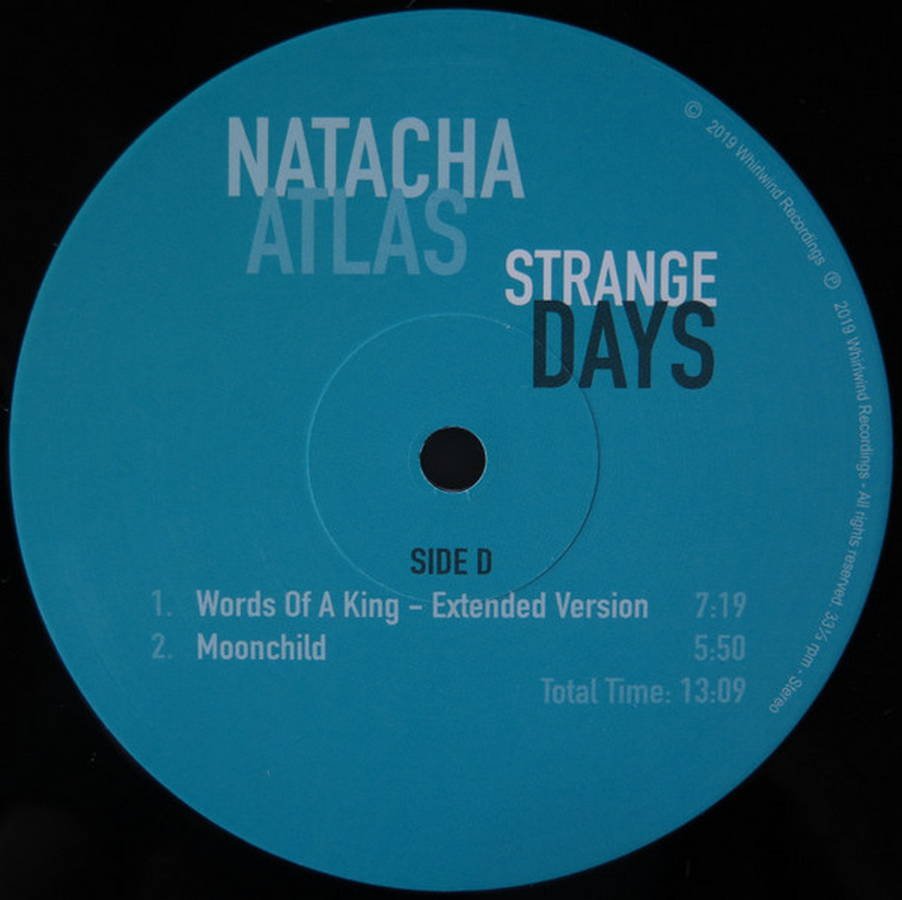 NATACHA
ATLAS
STRANGE
DAYS
SIDE D
1. Words Of A King – Extended Version 7:19
2. Moonchild 5:50
Total Time: 13:09
© 2019 Whirlwind Recordings ℗ 2019 Whirlwind Recordings - All rights reserved. 33⅓ rpm - Stereo